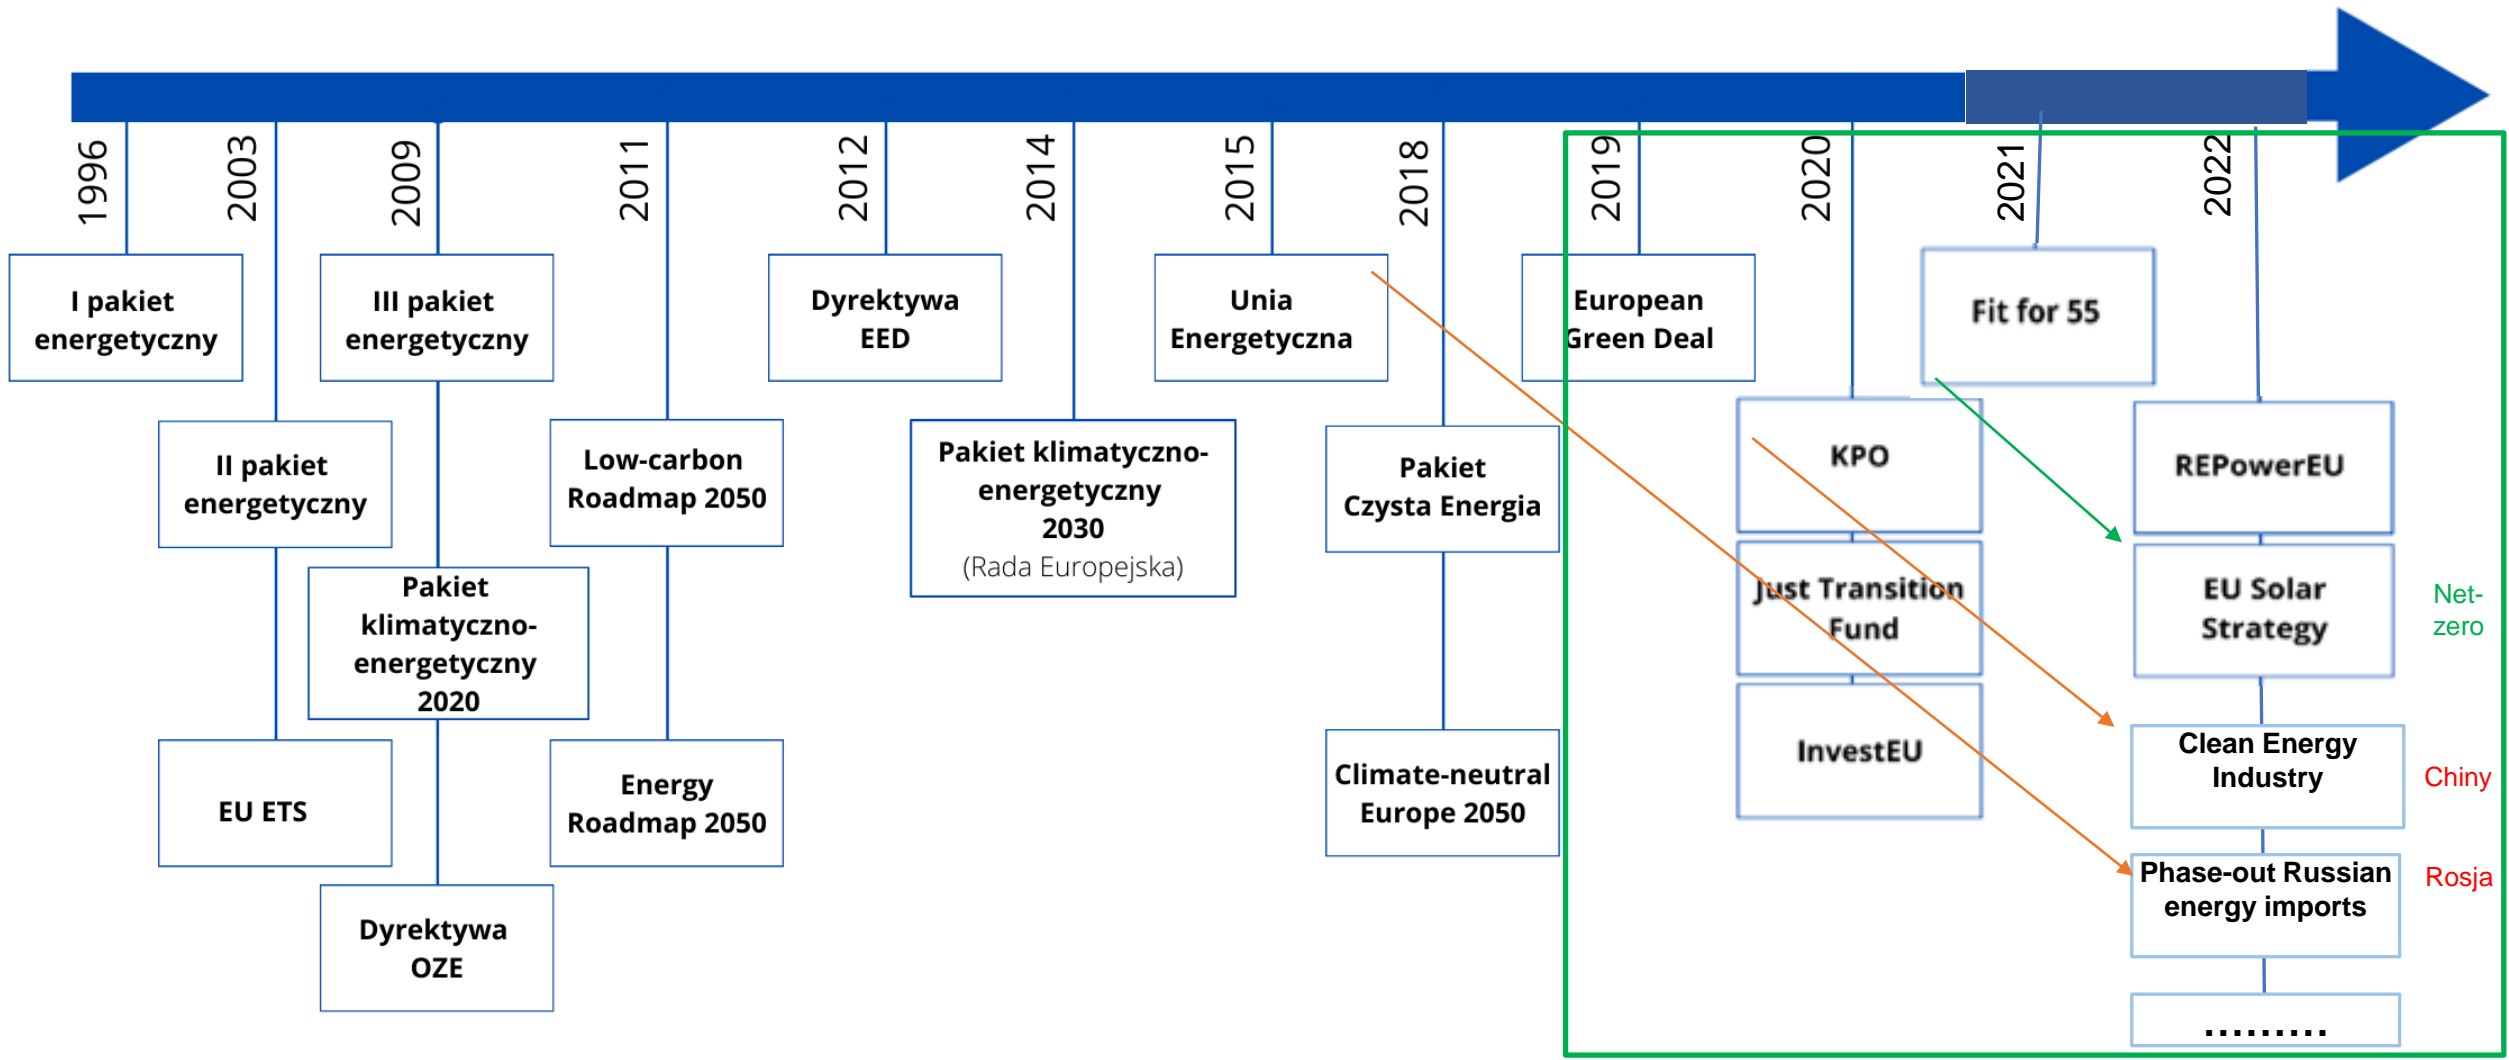 1996
2003
2009
2011
2012
2014
2015
2018
2019
2020
2021
2022
I pakiet
energetyczny
II pakiet
energetyczny
EU ETS
III pakiet
energetyczny
Pakiet
klimatyczno-
energetyczny
2020
Dyrektywa
OZE
Low-carbon
Roadmap 2050
Energy
Roadmap 2050
Dyrektywa
EED
Pakiet klimatyczno-
energetyczny
2030
(Rada Europejska)
Unia
Energetyczna
Pakiet
Czysta Energia
Climate-neutral
Europe 2050
European
Green Deal
KPO
Just Transition
Fund
InvestEU
Fit for 55
REPowerEU
EU Solar
Strategy
Net-
zero
Clean Energy
Industry
Chiny
Phase-out Russian
energy imports
Rosja
.........